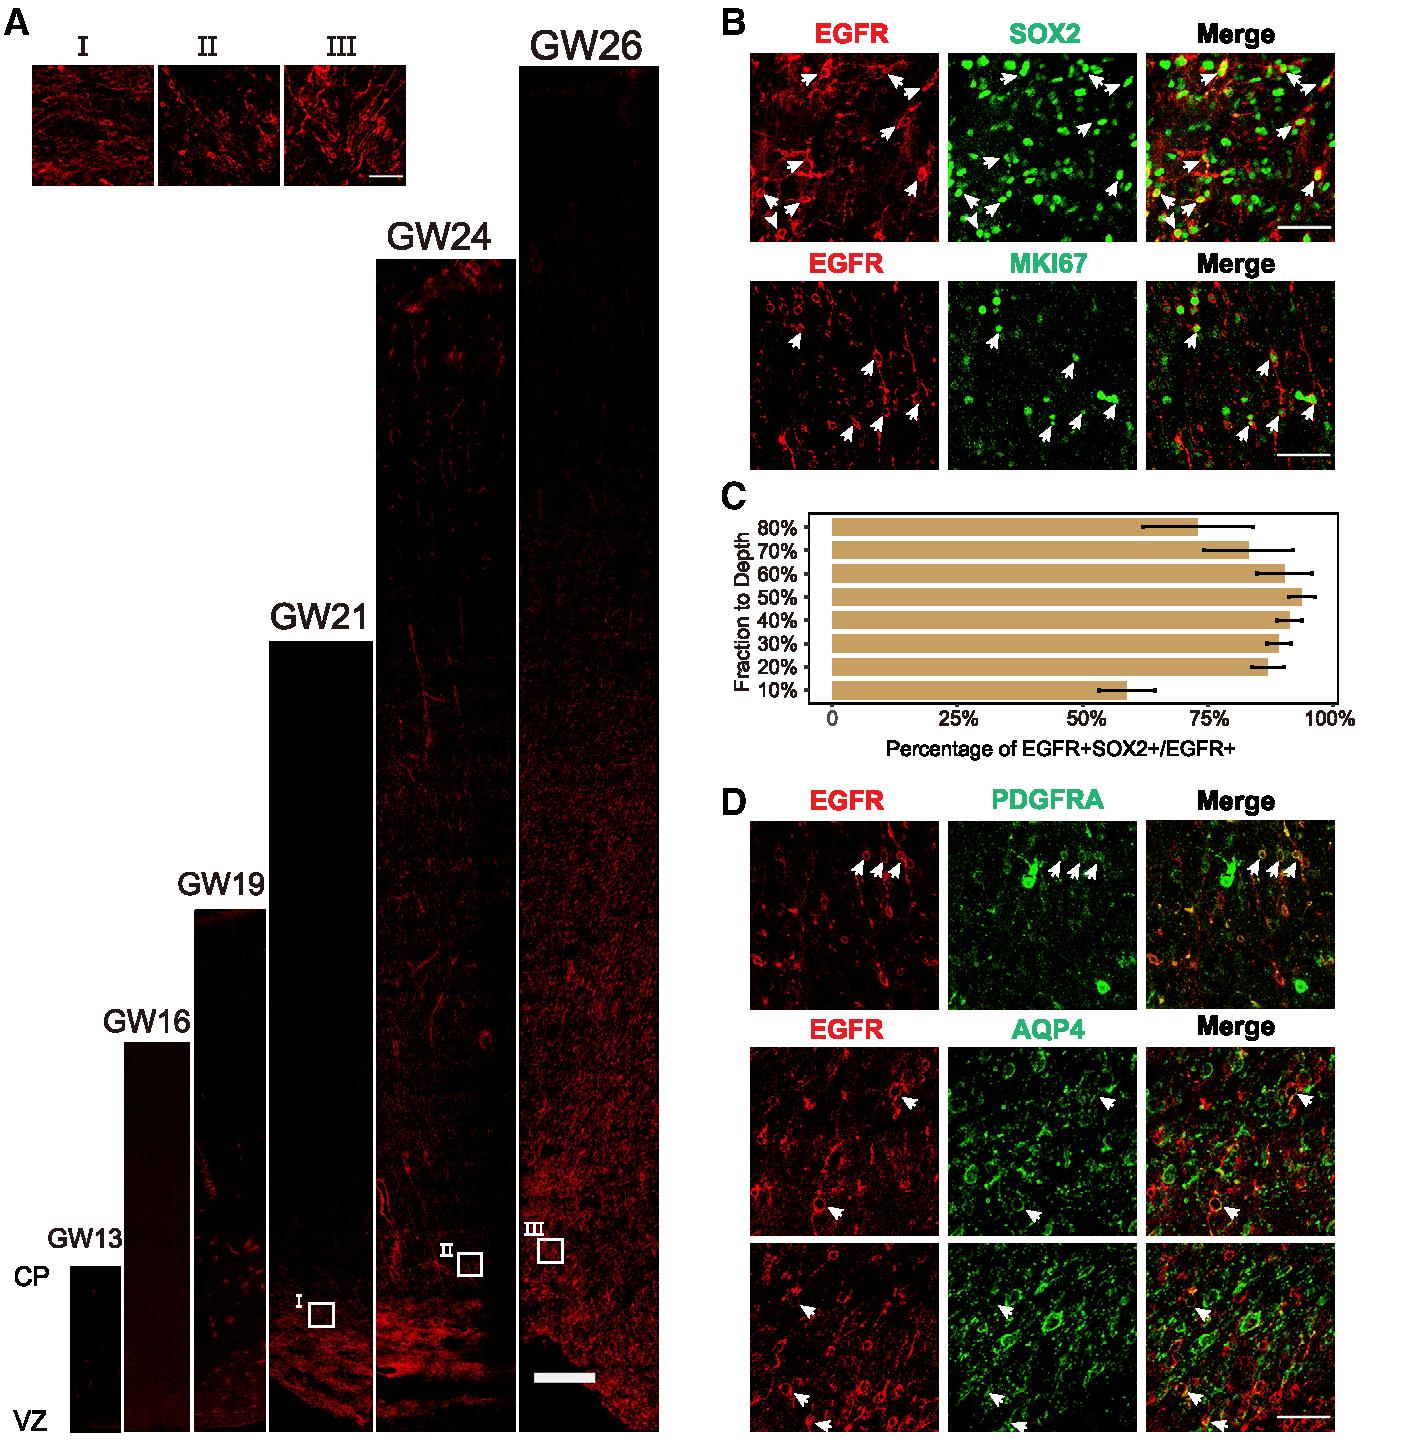 A
I II III
GW26
GW24
GW21
GW19
GW16
GW13
CP
VZ
I
II
III
B
EGFR SOX2 Merge
EGFR MKI67 Merge
C
Fraction to Depth
80%
70%
60%
50%
40%
30%
20%
10%
0 25% 50% 75% 100%
Percentage of EGFR+SOX2+/EGFR+
D
EGFR PDGFRA Merge
EGFR AQP4 Merge